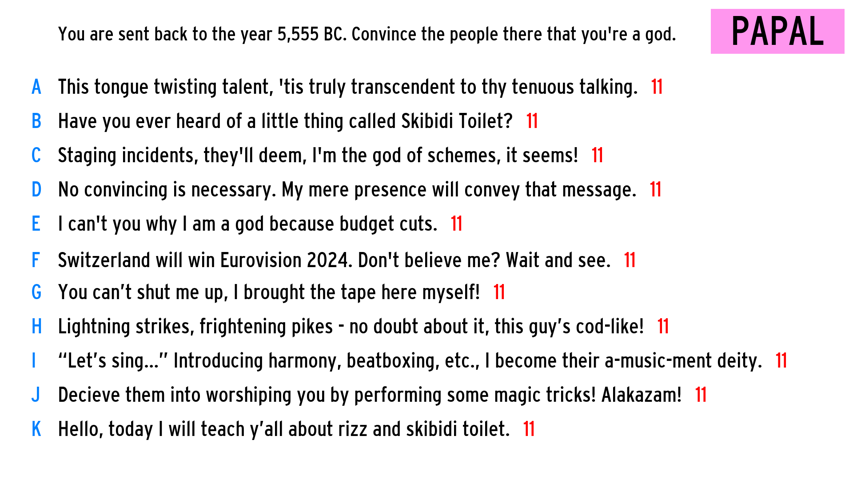 You are sent back to the year 5,555 BC. Convince the people there that you're a god.
PAPAL
A This tongue twisting talent, 'tis truly transcendent to thy tenuous talking. 11
B Have you ever heard of a little thing called Skibidi Toilet? 11
C Staging incidents, they'll deem, I'm the god of schemes, it seems! 11
D No convincing is necessary. My mere presence will convey that message. 11
E I can't you why I am a god because budget cuts. 11
F Switzerland will win Eurovision 2024. Don't believe me? Wait and see. 11
G You can’t shut me up, I brought the tape here myself! 11
H Lightning strikes, frightening pikes - no doubt about it, this guy’s cod-like! 11
I “Let’s sing...” Introducing harmony, beatboxing, etc., I become their a-music-ment deity. 11
J Decieve them into worshiping you by performing some magic tricks! Alakazam! 11
K Hello, today I will teach y’all about rizz and skibidi toilet. 11